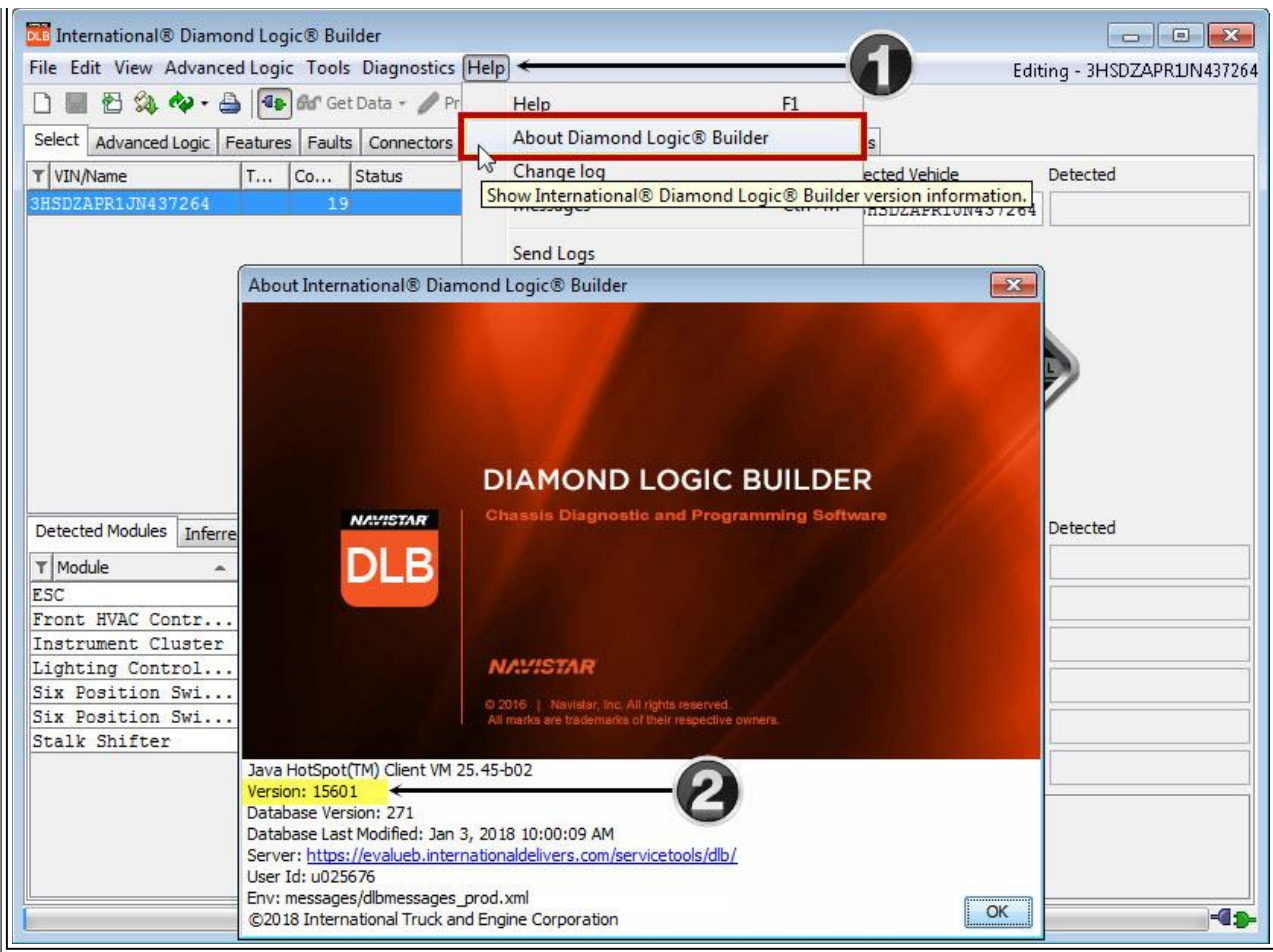 DLB International® Diamond Logic® Builder
File Edit View Advanced Logic Tools Diagnostics Help
1
Editing - 3HSDZAPR1JN437264
Get Data
Help F1
Select Advanced Logic Features Faults Connectors
About Diamond Logic® Builder
VIN/Name T... Co... Status
Change log
Vehicle
Detected
3HSDZAPR1JN437264 19
Show International® Diamond Logic® Builder version information.
Send Logs
About International® Diamond Logic® Builder
DIAMOND LOGIC BUILDER
Chassis Diagnostic and Programming Software
NAVISTAR
DLB
Detected Modules
Detected
Module
ESC
Front HVAC Contr...
Instrument Cluster
Lighting Control...
Six Position Swi...
Six Position Swi...
Stalk Shifter
NAVISTAR
© 2016 | Navistar, Inc. All rights reserved.
All marks are trademarks of their respective owners.
Java HotSpot(TM) Client VM 25.45-b02
Version: 15601
2
Database Version: 271
Database Last Modified: Jan 3, 2018 10:00:09 AM
Server: https://evalueb.internationaldelivers.com/servicetools/dlb/
User Id: u025676
Env: messages/dlbmessages_prod.xml
©2018 International Truck and Engine Corporation
OK